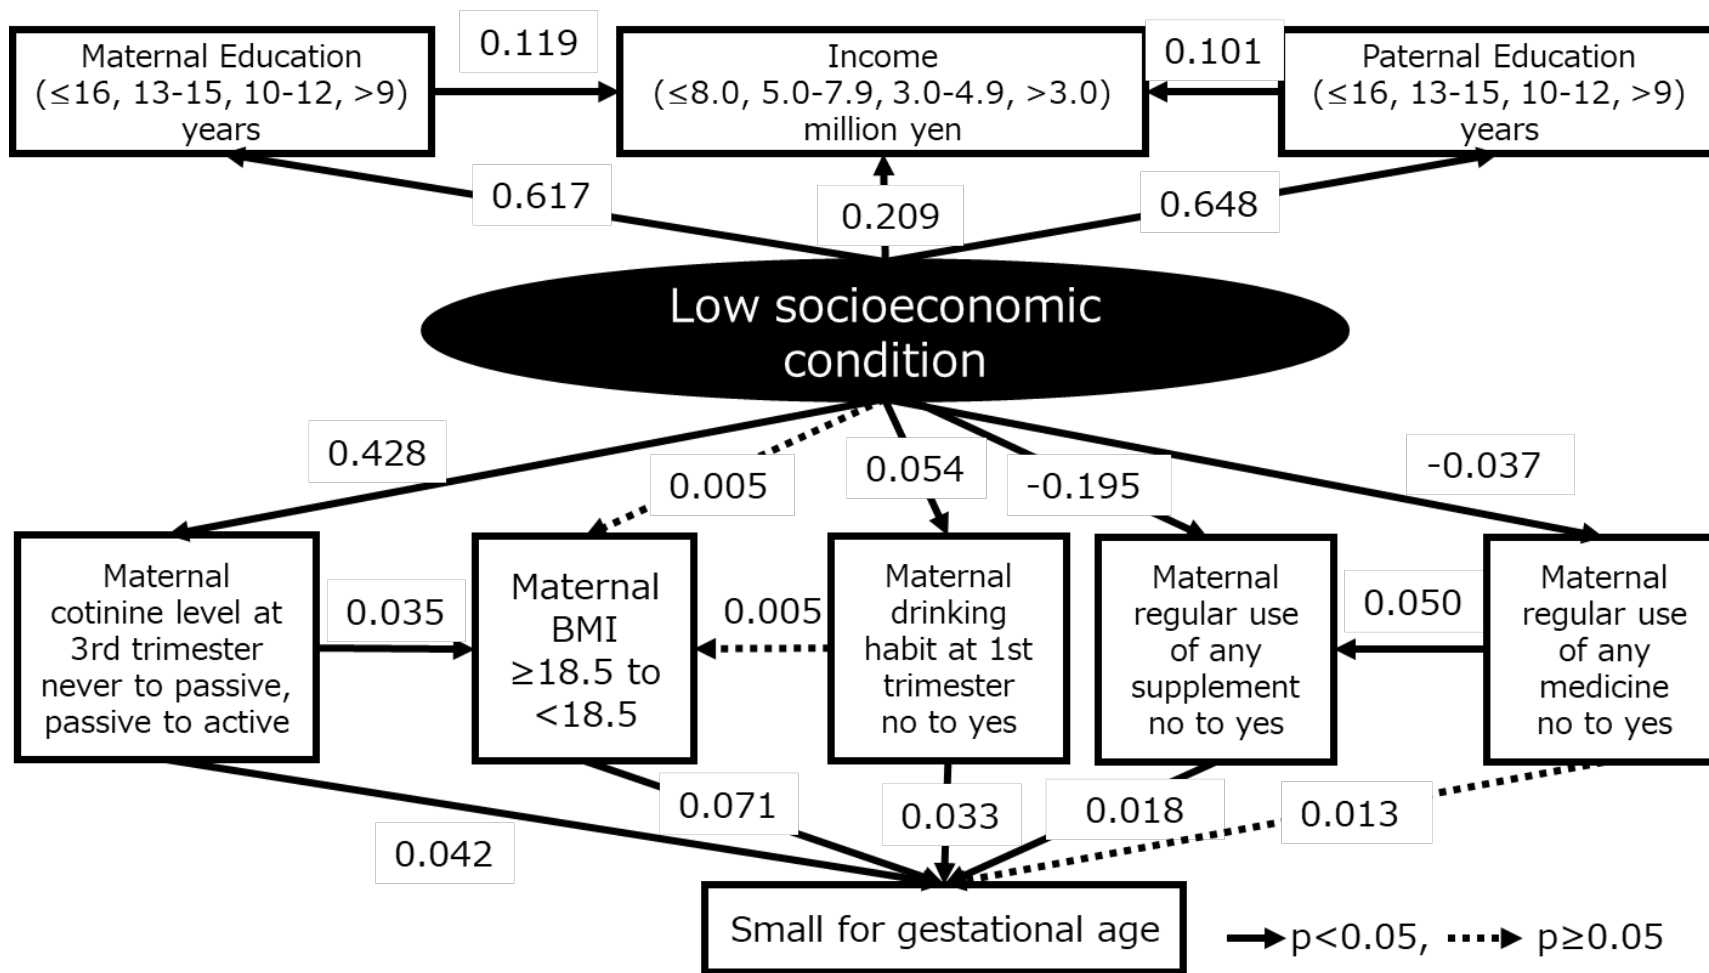 Maternal Education
(≤16, 13-15, 10-12, >9)
years
0.119
Income
(≤8.0, 5.0-7.9, 3.0-4.9, >3.0)
million yen
0.101
Paternal Education
(≤16, 13-15, 10-12, >9)
years
0.617
0.209
0.648
Low socioeconomic
condition
0.428
0.005
0.054
-0.195
-0.037
Maternal
cotinine level at
3rd trimester
never to passive,
passive to active
0.035
Maternal
BMI
≥18.5 to
<18.5
0.005
Maternal
drinking
habit at 1st
trimester
no to yes
Maternal
regular use
of any
supplement
no to yes
0.050
Maternal
regular use
of any
medicine
no to yes
0.042
0.071
0.033
0.018
0.013
Small for gestational age
p<0.05, p≥0.05